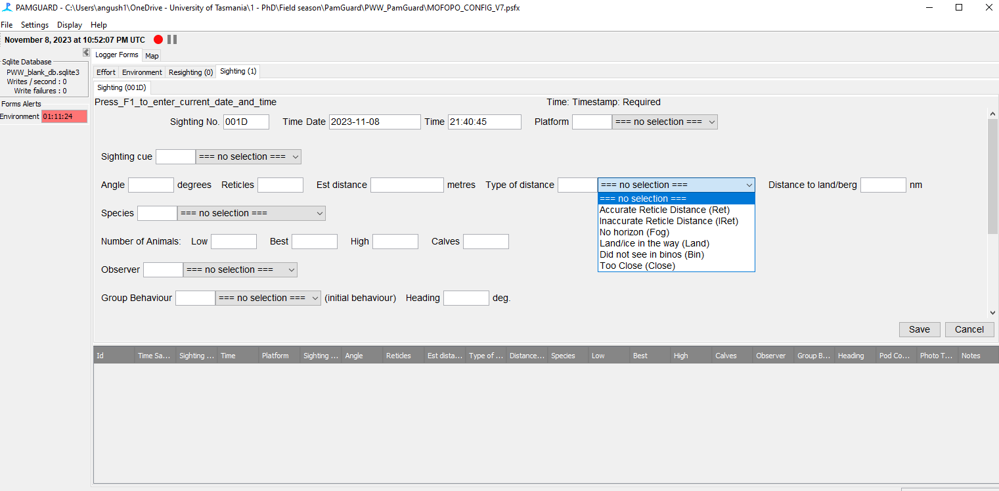 PAMGUARD - C:\Users\angush1\OneDrive - University of Tasmania\1 - PhD\Field season\PamGuard\PWW_PamGuard\MOFOPO_CONFIG_V7.psfx
File Settings Display Help
November 8, 2023 at 10:52:07 PM UTC
Sqlite Database
PWW_blank_db.sqlite3
Writes / second : 0
Write failures : 0
Forms Alerts
Environment 01:11:24
Logger Forms Map
Effort Environment Resighting (0) Sighting (1)
Sighting (001D)
Press_F1_to_enter_current_date_and_time Time: Timestamp: Required
Sighting No. 001D Time Date 2023-11-08 Time 21:40:45 Platform === no selection ===
Sighting cue === no selection ===
Angle degrees Reticles Est distance metres Type of distance === no selection === Distance to land/berg nm
=== no selection ===
Accurate Reticle Distance (Ret)
Inaccurate Reticle Distance (IRet)
No horizon (Fog)
Land/ice in the way (Land)
Did not see in binos (Bin)
Too Close (Close)
Species === no selection ===
Number of Animals: Low Best High Calves
Observer === no selection ===
Group Behaviour === no selection === (initial behaviour) Heading deg.
Save Cancel
Id Time Sa... Sighting ... Time Platform Sighting ... Angle Reticles Est dista... Type of ... Distance... Species Low Best High Calves Observer Group B... Heading Pod Co... Photo T... Notes